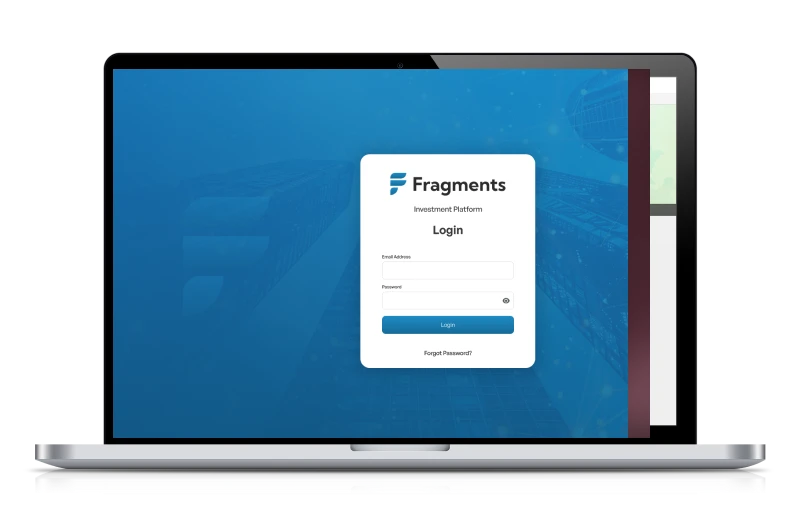 Fragments
Investment Platform
Login
Email Address
Password
Login
Forgot Password?